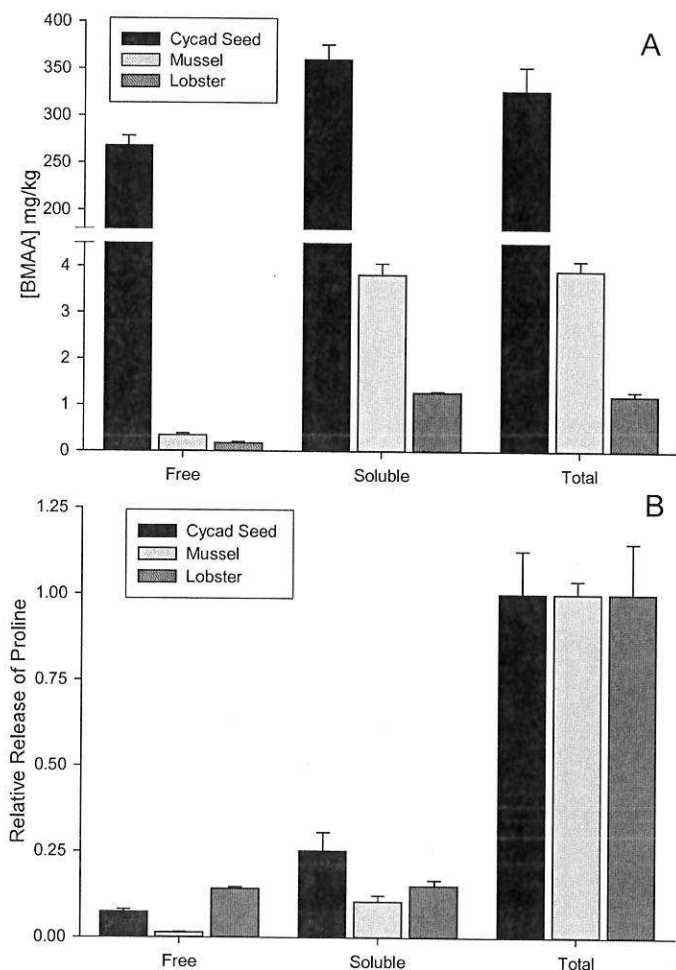 A
Cycad Seed
Mussel
Lobster
[BMAA] mg/kg
400
350
300
250
200
4
3
2
1
0
Free Soluble Total
B
Cycad Seed
Mussel
Lobster
Relative Release of Proline
1.25
1.00
0.75
0.50
0.25
0.00
Free Soluble Total